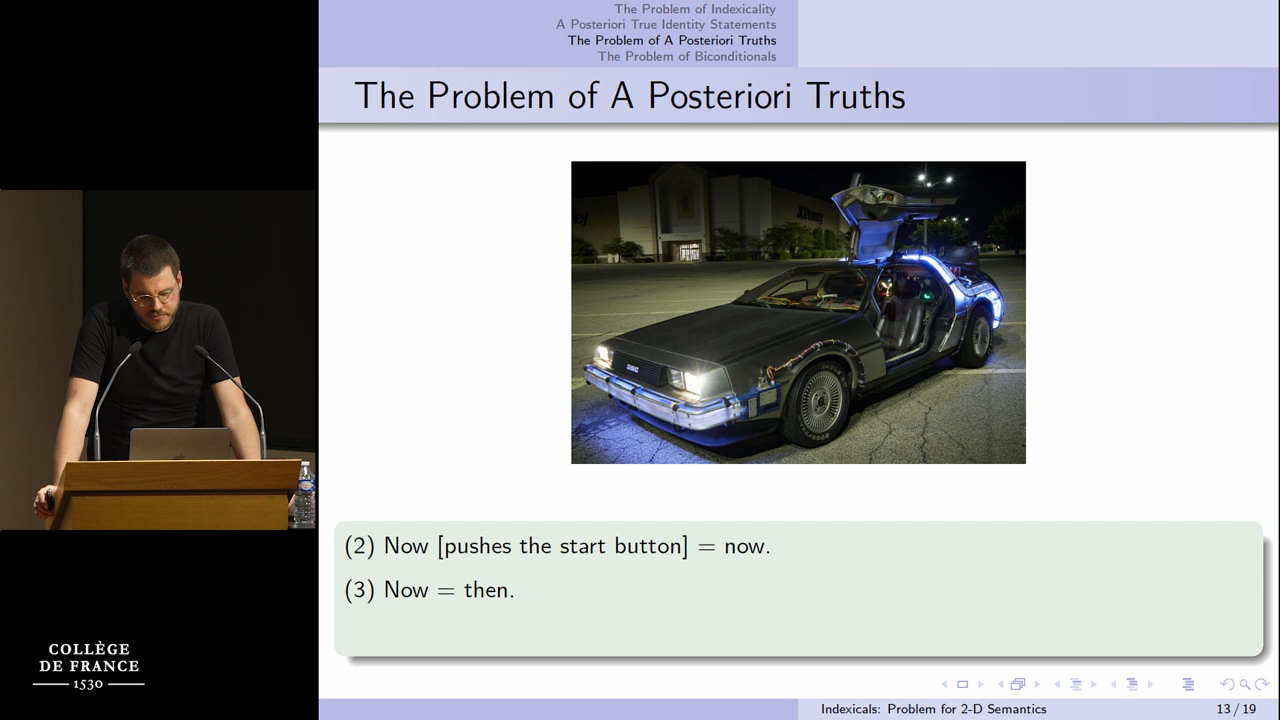 The Problem of Indexicality
A Posteriori True Identity Statements
The Problem of A Posteriori Truths
The Problem of Biconditionals
The Problem of A Posteriori Truths
JCPenney
(2) Now [pushes the start button] = now.
(3) Now = then.
COLLÈGE
DE FRANCE
1530
Indexicals: Problem for 2-D Semantics
13 / 19